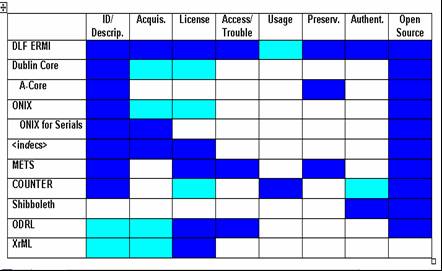 ID/ Acquis. License Access/ Usage Preserv. Authent. Open
Descrip. Trouble Source
DLF ERMI
Dublin Core
A-Core
ONIX
ONIX for Serials
<indecs>
METS
COUNTER
Shibboleth
ODRL
XrML